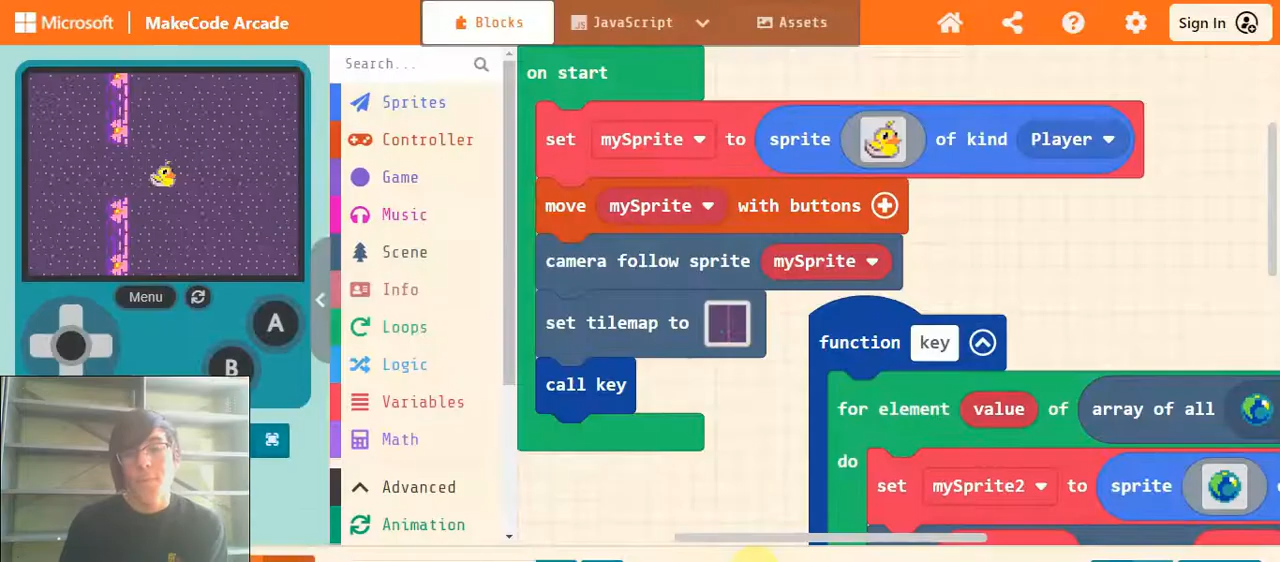 Microsoft MakeCode Arcade Blocks JavaScript Assets Sign In
Search...
Sprites
Controller
Game
Music
Scene
Info
Loops
Logic
Variables
Math
Advanced
Animation
Menu
A
B
on start
set mySprite to sprite of kind Player
move mySprite with buttons
camera follow sprite mySprite
set tilemap to
call key
function key
for element value of array of all
do set mySprite2 to sprite